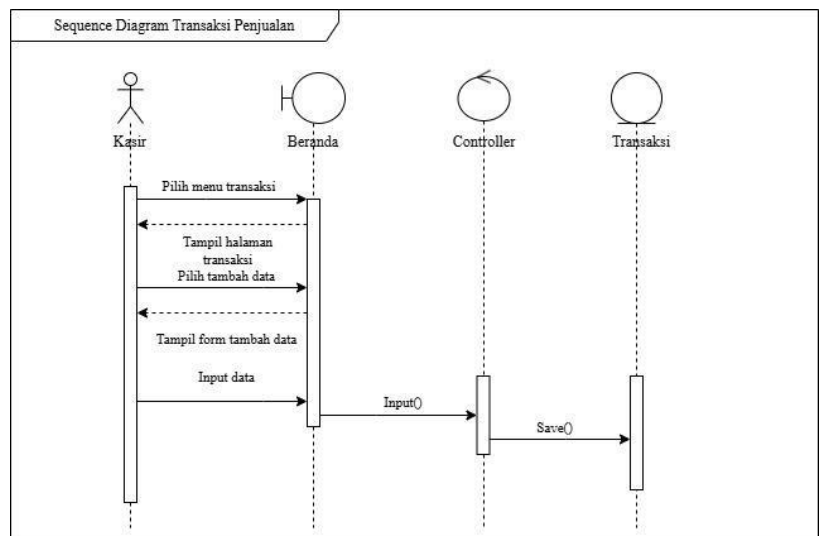 Sequence Diagram Transaksi Penjualan
Kasir
Beranda
Controller
Transaksi
Pilih menu transaksi
Tampil halaman
transaksi
Pilih tambah data
Tampil form tambah data
Input data
Input()
Save()